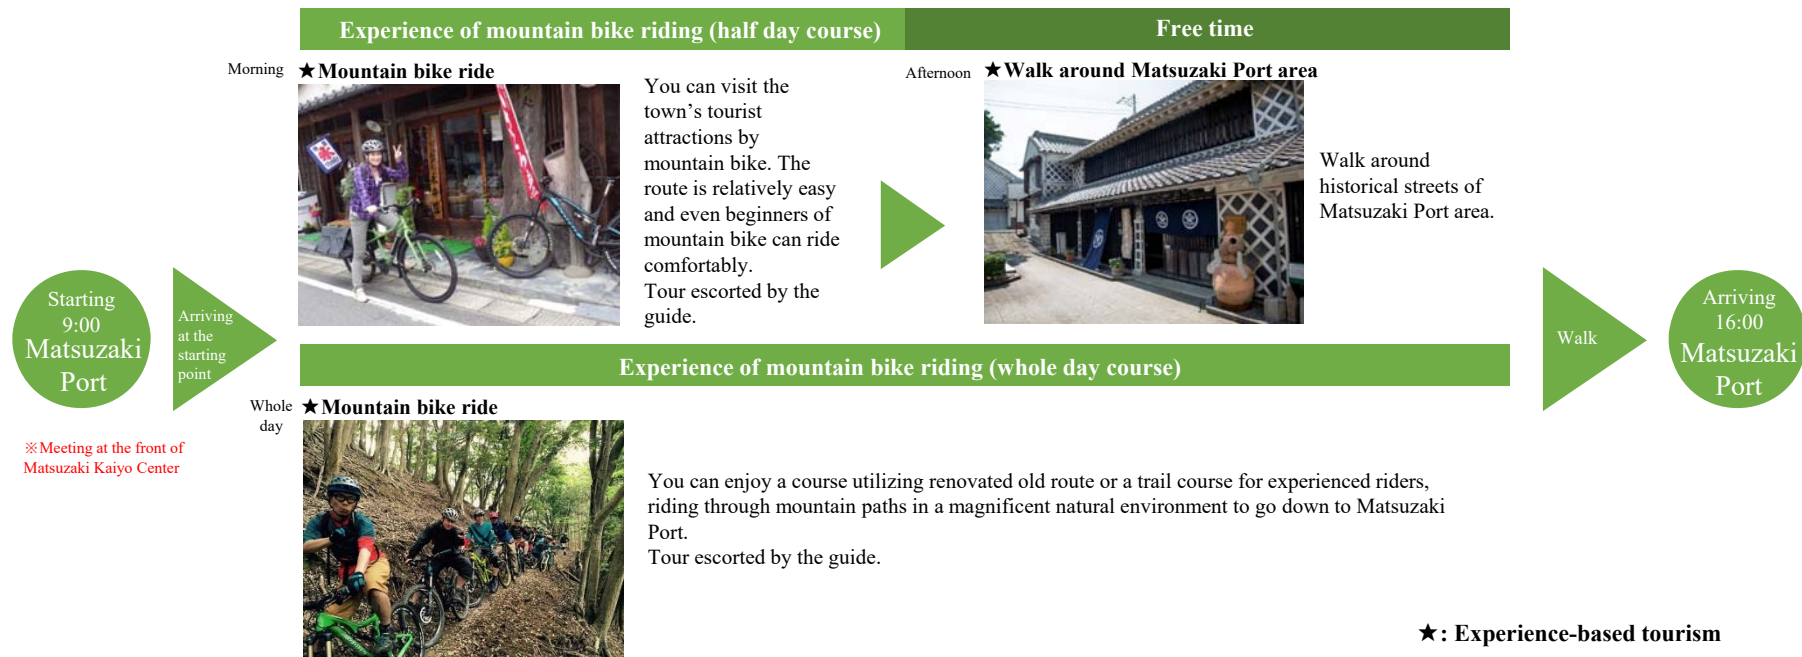 Experience of mountain bike riding (half day course)
Free time
Morning
★Mountain bike ride
You can visit the
town's tourist
attractions by
mountain bike. The
route is relatively easy
and even beginners of
mountain bike can ride
comfortably.
Tour escorted by the
guide.
Afternoon
★Walk around Matsuzaki Port area
Walk around
historical streets of
Matsuzaki Port area.
Starting
9:00
Matsuzaki
Port
Arriving
at the
starting
point
※Meeting at the front of
Matsuzaki Kaiyo Center
Experience of mountain bike riding (whole day course)
Whole
day
★Mountain bike ride
You can enjoy a course utilizing renovated old route or a trail course for experienced riders,
riding through mountain paths in a magnificent natural environment to go down to Matsuzaki
Port.
Tour escorted by the guide.
Walk
Arriving
16:00
Matsuzaki
Port
★: Experience-based tourism